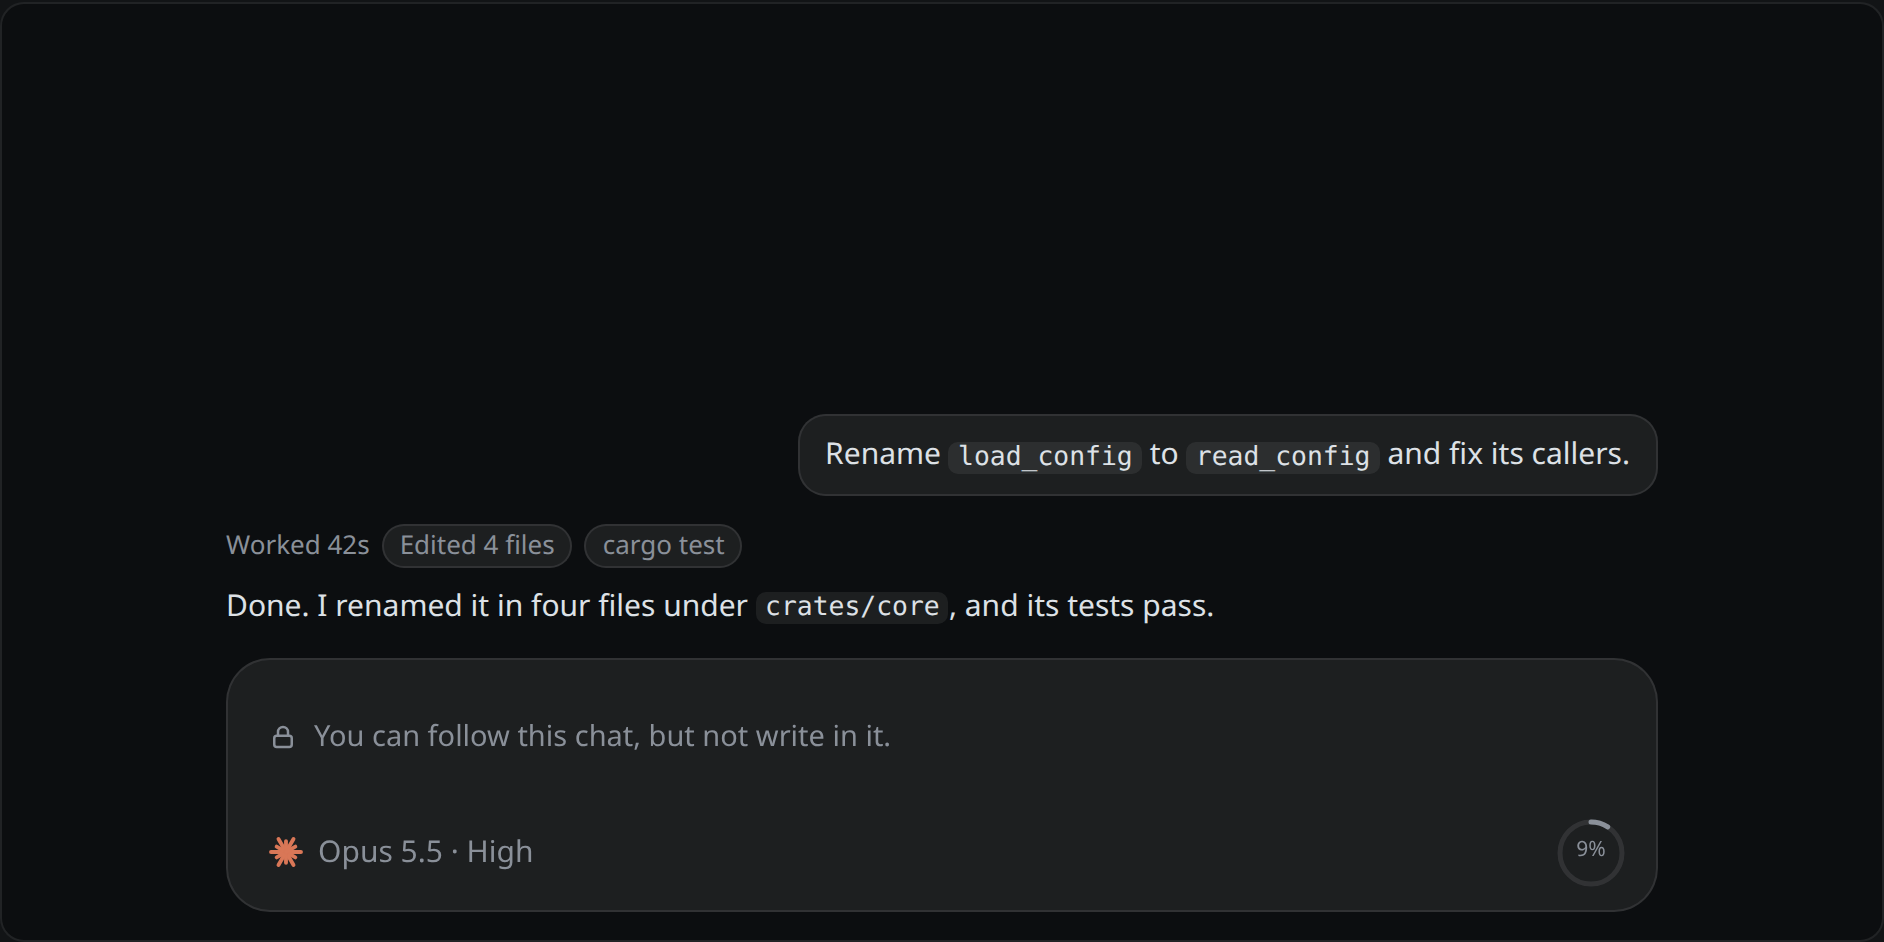 Rename load_config to read_config and fix its callers.
Worked 42s Edited 4 files cargo test
Done. I renamed it in four files under crates/core, and its tests pass.
You can follow this chat, but not write in it.
Opus 5.5 · High
9%